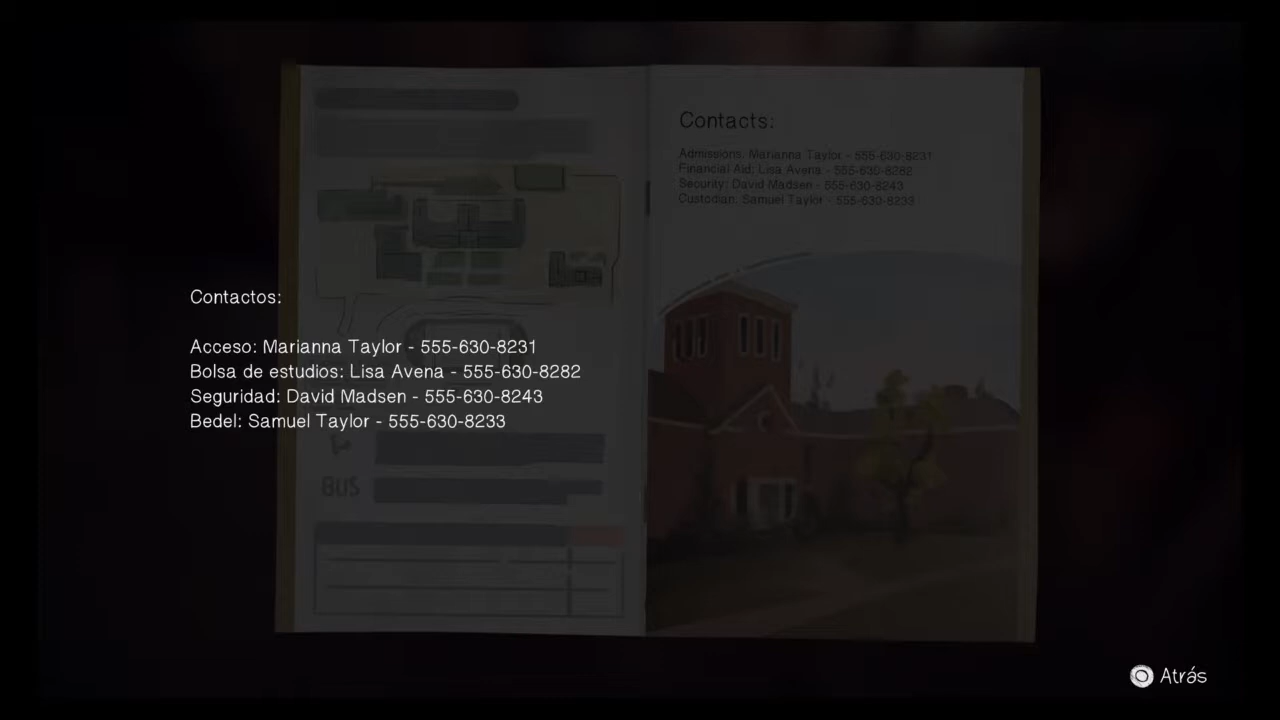 Contacts:
Admissions: Marianna Taylor - 555-630-8231
Financial Aid: Lisa Avena - 555-630-8282
Security: David Madsen - 555-630-8243
Custodian: Samuel Taylor - 555-630-8233
Contactos:
Acceso: Marianna Taylor - 555-630-8231
Bolsa de estudios: Lisa Avena - 555-630-8282
Seguridad: David Madsen - 555-630-8243
Bedel: Samuel Taylor - 555-630-8233
BUS
Atrás